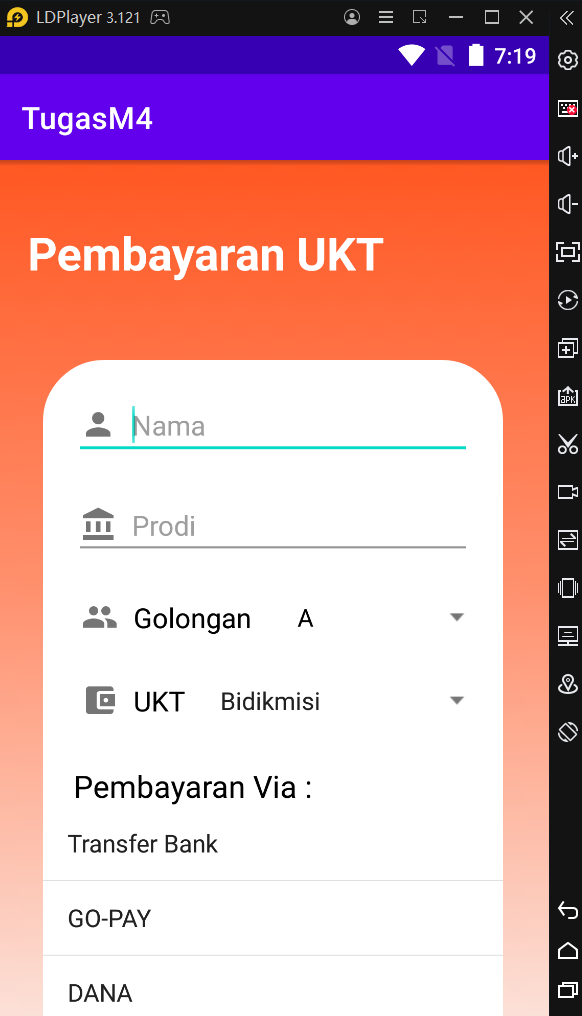 LDPlayer 3.121
7:19
TugasM4
Pembayaran UKT
Nama
Prodi
Golongan A
UKT Bidikmisi
Pembayaran Via :
Transfer Bank
GO-PAY
DANA
APK